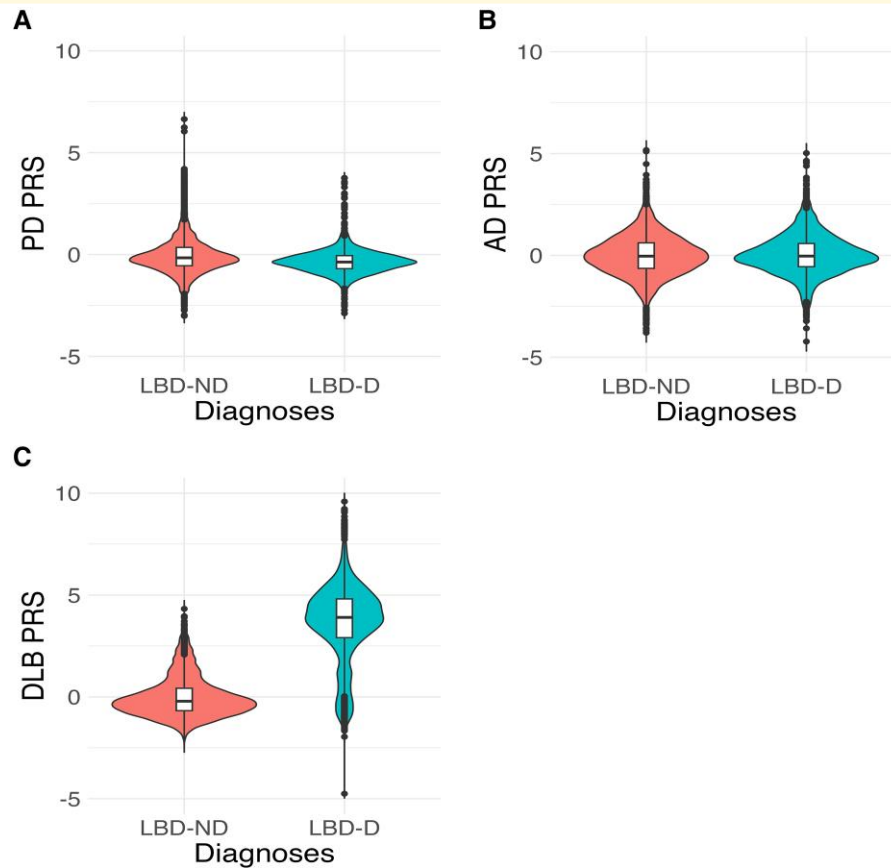 A
10
5
0
-5
PD PRS
LBD-ND LBD-D
Diagnoses
B
10
5
0
-5
AD PRS
LBD-ND LBD-D
Diagnoses
C
10
5
0
-5
DLB PRS
LBD-ND LBD-D
Diagnoses